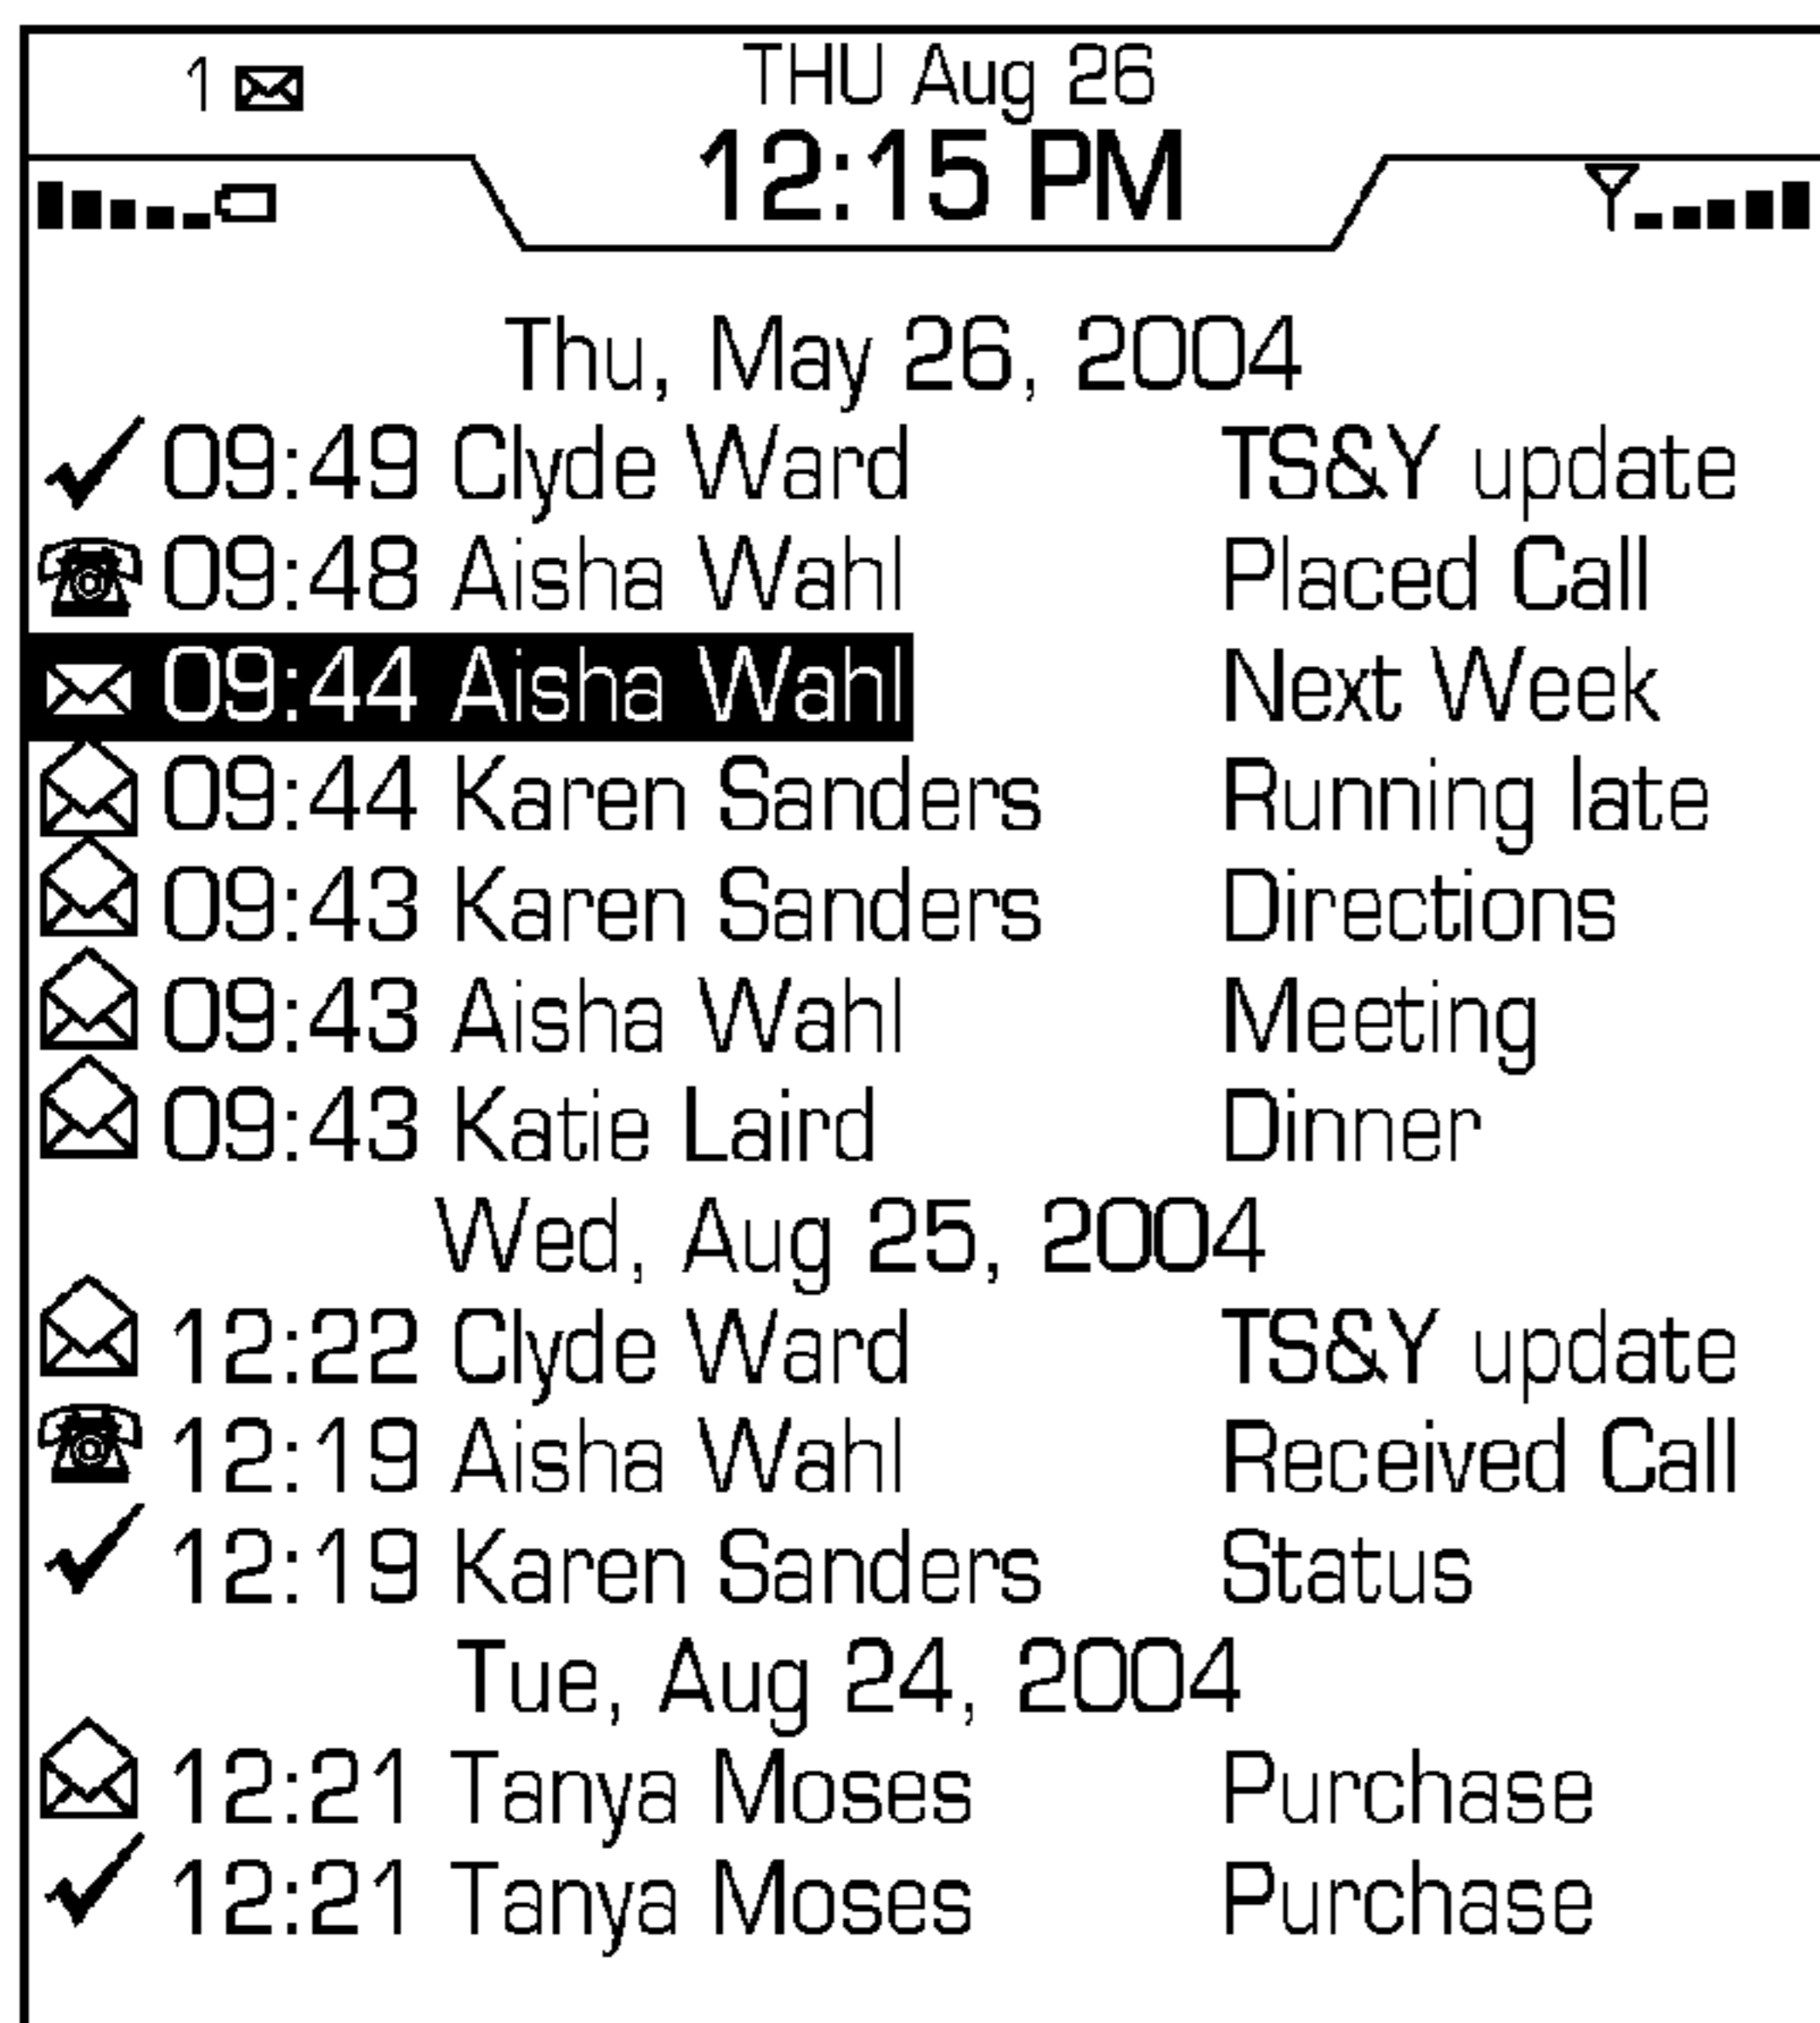 1
THU Aug 26
12:15 PM
Thu, May 26, 2004
09:49 Clyde Ward TS&Y update
09:48 Aisha Wahl Placed Call
09:44 Aisha Wahl Next Week
09:44 Karen Sanders Running late
09:43 Karen Sanders Directions
09:43 Aisha Wahl Meeting
09:43 Katie Laird Dinner
Wed, Aug 25, 2004
12:22 Clyde Ward TS&Y update
12:19 Aisha Wahl Received Call
12:19 Karen Sanders Status
Tue, Aug 24, 2004
12:21 Tanya Moses Purchase
12:21 Tanya Moses Purchase